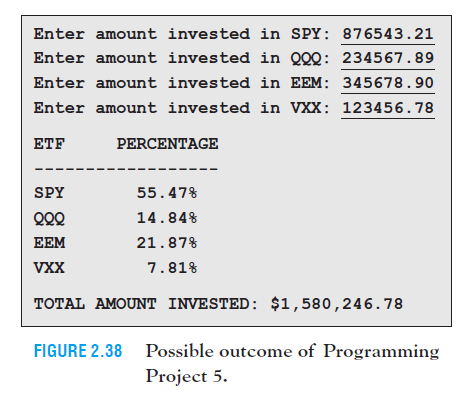 Enter amount invested in SPY: 876543.21
Enter amount invested in QQQ: 234567.89
Enter amount invested in EEM: 345678.90
Enter amount invested in VXX: 123456.78
ETF PERCENTAGE
-------------------
SPY 55.47%
QQQ 14.84%
EEM 21.87%
VXX 7.81%
TOTAL AMOUNT INVESTED: $1,580,246.78
FIGURE 2.38 Possible outcome of Programming
Project 5.